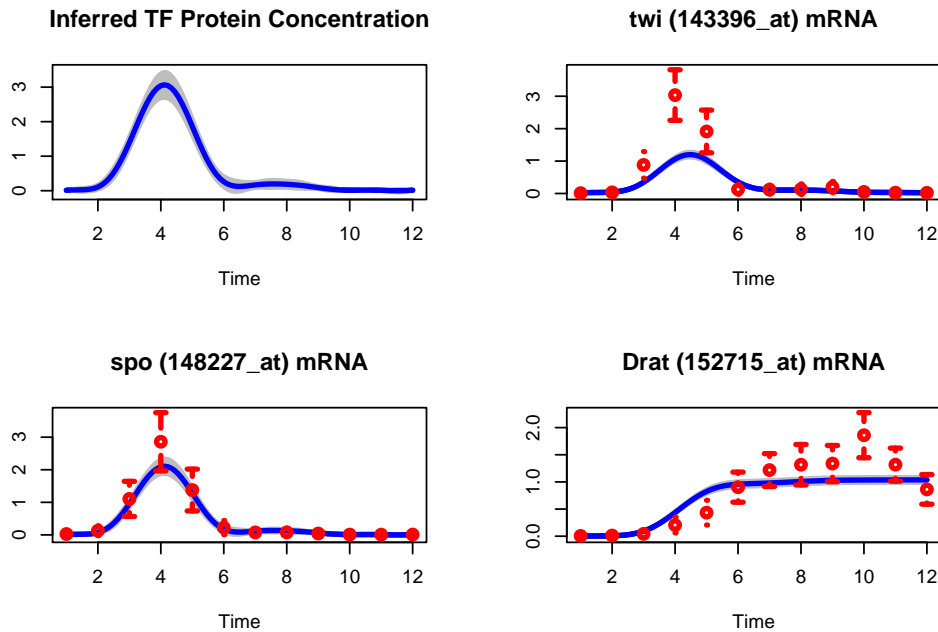 Inferred TF Protein Concentration
3
2
1
0
2 4 6 8 10 12
Time
twi (143396_at) mRNA
3
2
1
0
2 4 6 8 10 12
Time
spo (148227_at) mRNA
3
2
1
0
2 4 6 8 10 12
Time
Drat (152715_at) mRNA
2.0
1.0
0.0
2 4 6 8 10 12
Time